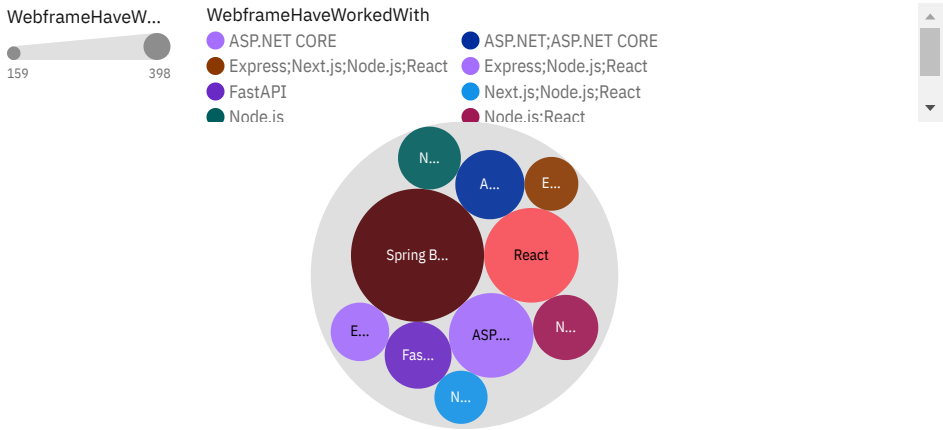 WebframeHaveW...
159 398
WebframeHaveWorkedWith
ASP.NET CORE
ASP.NET;ASP.NET CORE
Express;Next.js;Node.js;React
Express;Node.js;React
FastAPI
Next.js;Node.js;React
Node.js
Node.js;React
N...
A...
E...
Spring B...
React
E...
Fas...
ASP....
N...
N...